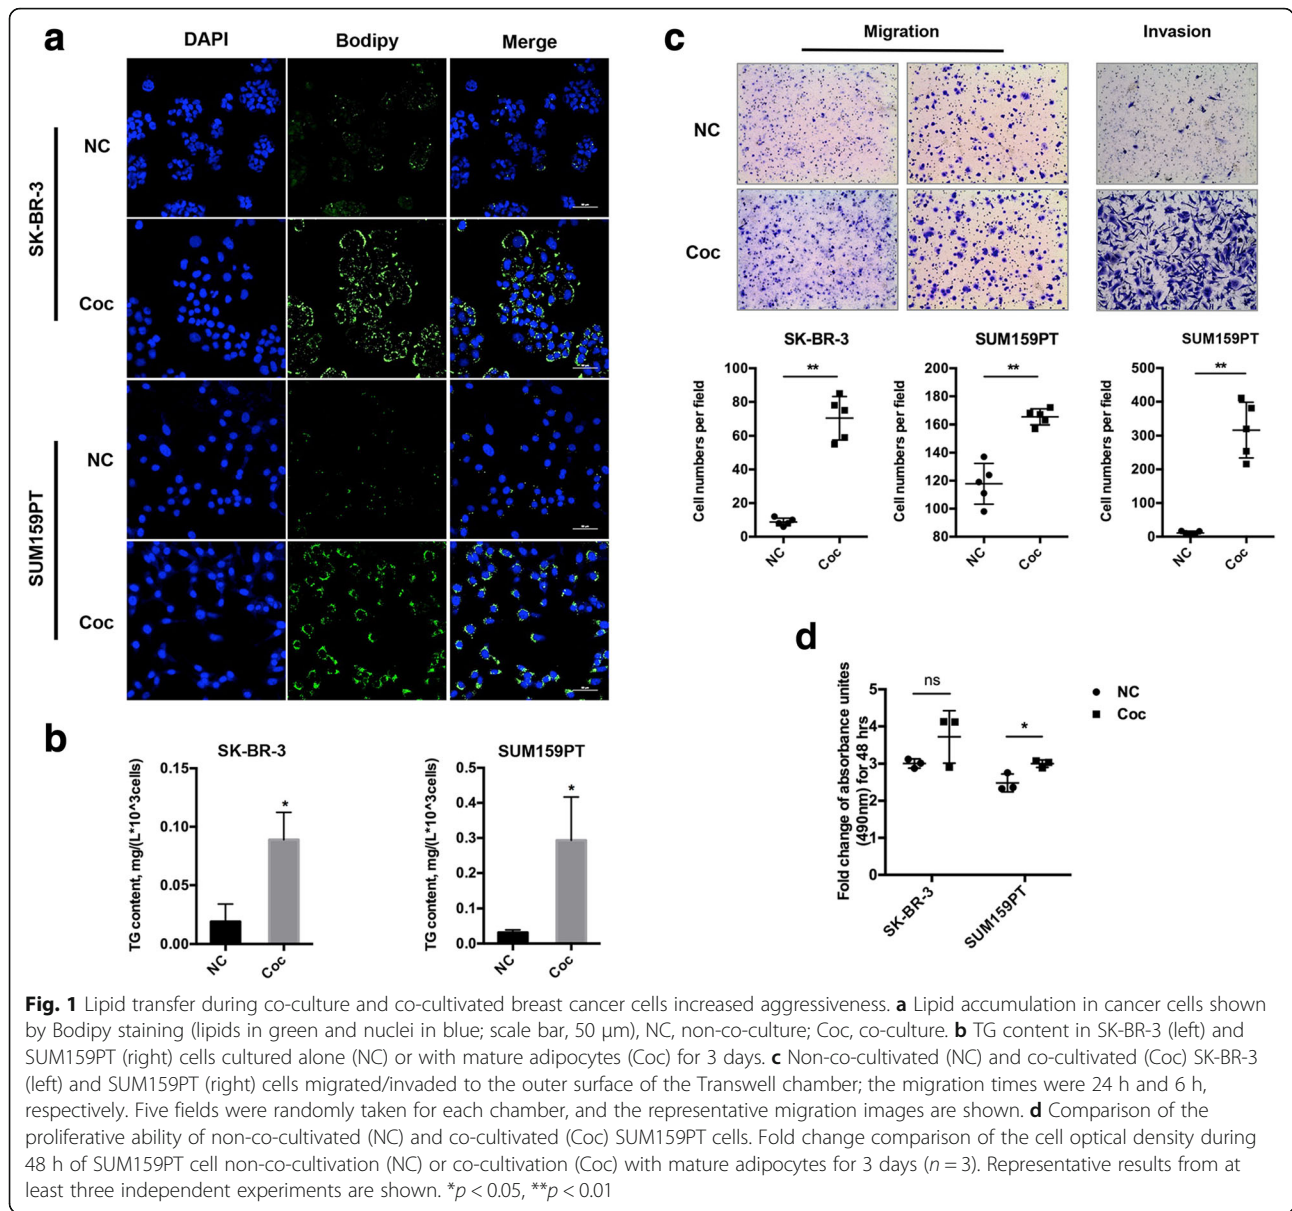 a
DAPI Bodipy Merge
SK-BR-3
NC
Coc
SUM159PT
NC
Coc
b
SK-BR-3
TG content, mg/(L*10^3cells)
0.15
0.10
0.05
0.00
*
NC Coc
SUM159PT
TG content, mg/(L*10^3cells)
0.5
0.4
0.3
0.2
0.1
0.0
*
NC Coc
c
Migration Invasion
NC
Coc
SK-BR-3
Cell numbers per field
100
80
60
40
20
0
**
NC Coc
SUM159PT
Cell numbers per field
200
180
160
140
120
100
80
**
NC Coc
SUM159PT
Cell numbers per field
500
400
300
200
100
0
**
NC Coc
d
Fold change of absorbance unites
(490nm) for 48 hrs
5
4
3
2
1
0
ns
*
SK-BR-3 SUM159PT
NC
Coc
Fig. 1 Lipid transfer during co-culture and co-cultivated breast cancer cells increased aggressiveness. a Lipid accumulation in cancer cells shown
by Bodipy staining (lipids in green and nuclei in blue; scale bar, 50 μm), NC, non-co-culture; Coc, co-culture. b TG content in SK-BR-3 (left) and
SUM159PT (right) cells cultured alone (NC) or with mature adipocytes (Coc) for 3 days. c Non-co-cultivated (NC) and co-cultivated (Coc) SK-BR-3
(left) and SUM159PT (right) cells migrated/invaded to the outer surface of the Transwell chamber; the migration times were 24 h and 6 h,
respectively. Five fields were randomly taken for each chamber, and the representative migration images are shown. d Comparison of the
proliferative ability of non-co-cultivated (NC) and co-cultivated (Coc) SUM159PT cells. Fold change comparison of the cell optical density during
48 h of SUM159PT cell non-co-cultivation (NC) or co-cultivation (Coc) with mature adipocytes for 3 days (n = 3). Representative results from at
least three independent experiments are shown. *p < 0.05, **p < 0.01